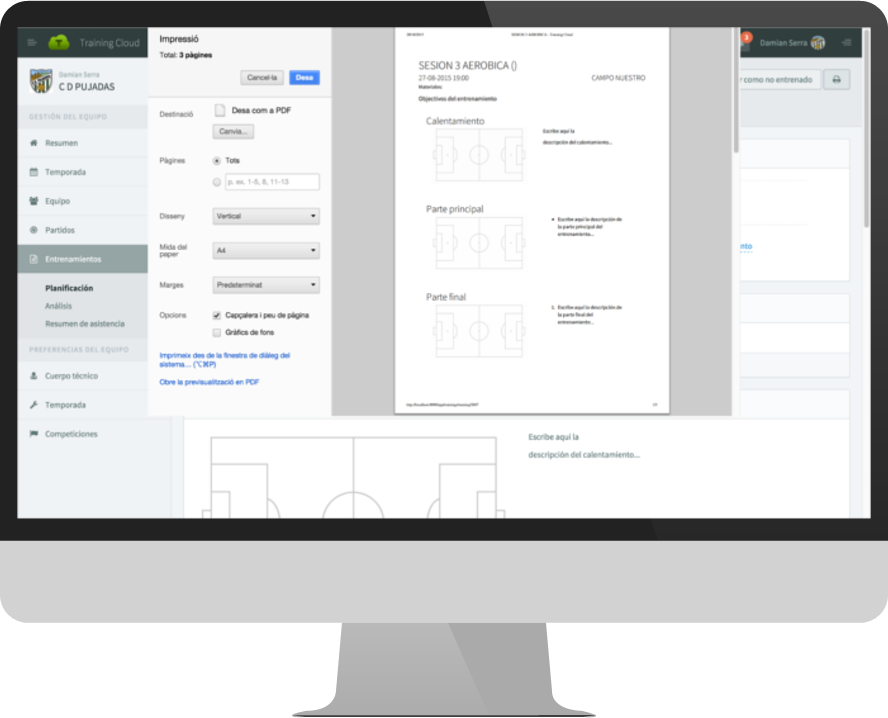 Training Cloud
Damian Serra
C D PUJADAS
GESTIÓN DEL EQUIPO
Resumen
Temporada
Equipo
Partidos
Entrenamientos
Planificación
Análisis
Resumen de asistencia
PREFERENCIAS DEL EQUIPO
Cuerpo técnico
Temporada
Competiciones
Impressió
Total: 3 pàgines
Cancel·la
Desa
Destinació
Desa com a PDF
Canvia...
Pàgines
Tots
p. ex. 1-5, 8, 11-13
Disseny
Vertical
Mida del
paper
A4
Marges
Predeterminat
Opcions
Capçalera i peu de pàgina
Gràfics de fons
Imprimeix des de la finestra de diàleg del
sistema... (⌥⌘P)
Obre la previsualització en PDF
SESION 3 AEROBICA ()
27-08-2015 19:00
CAMPO NUESTRO
Materiales:
Objectivos del entrenamiento
Calentamiento
Escribe aquí la
descripción del calentamiento...
Parte principal
• Escribe aquí la descripción de
la parte principal del
entrenamiento...
Parte final
1. Escribe aquí la descripción de
la parte final del
entrenamiento...
1/3
3
Damian Serra
r como no entrenado
nto
Escribe aquí la
descripción del calentamiento...